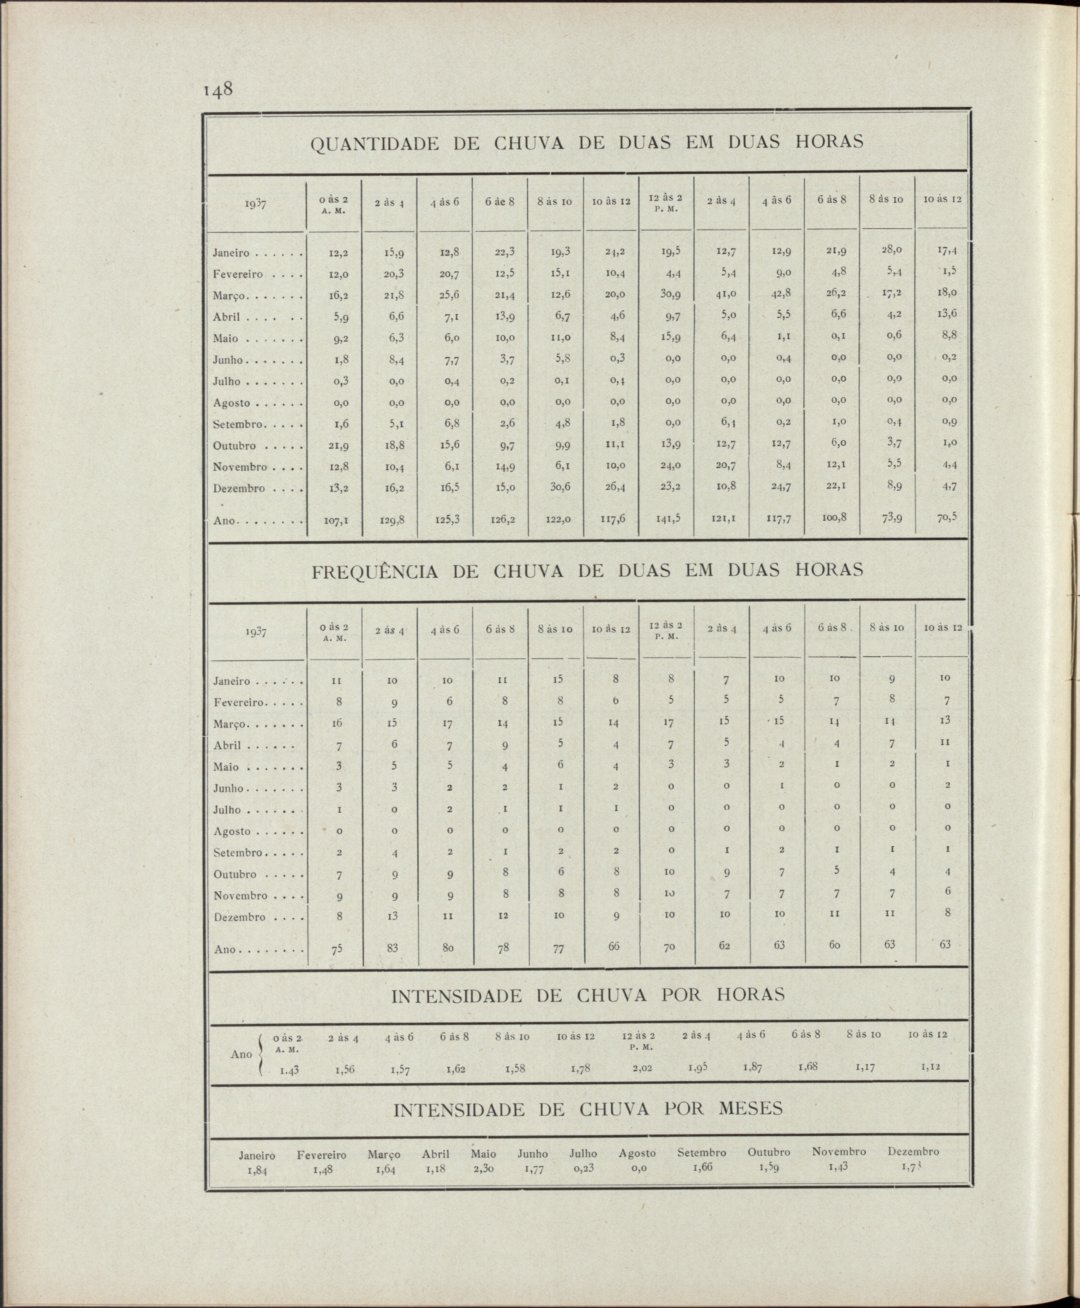 148
QUANTIDADE DE CHUVA DE DUAS EM DUAS HORAS
1937 0 às 2 A. M. 2 às 4 4 ás 6 6 áe 8 8 ás 10 10 às 12 12 às 2 P. M. 2 às 4 4 ás 6 6 às 8 8 às 10 10 às 12
Janeiro . . . . . . 12,2 15,9 12,8 22,3 19,3 24,2 19,5 12,7 12,9 21,9 28,0 17,4
Fevereiro . . . . 12,0 20,3 20,7 12,5 15,1 10,4 4,4 5,4 9,0 4,8 5,4 1,5
Março. . . . . . . 16,2 21,8 25,6 21,4 12,6 20,0 30,9 41,0 42,8 26,2 17,2 18,0
Abril . . . . . . 5,9 6,6 7,1 13,9 6,7 4,6 9,7 5,0 5,5 6,6 4,2 13,6
Maio . . . . . . . 9,2 6,3 6,0 10,0 11,0 8,4 15,9 6,4 1,1 0,1 0,6 8,8
Junho . . . . . . . 1,8 8,4 7,7 3,7 5,8 0,3 0,0 0,0 0,4 0,0 0,0 0,2
Julho . . . . . . . 0,3 0,0 0,4 0,2 0,1 0,4 0,0 0,0 0,0 0,0 0,0 0,0
Agosto . . . . . . 0,0 0,0 0,0 0,0 0,0 0,0 0,0 0,0 0,0 0,0 0,0 0,0
Setembro. . . . . 1,6 5,1 6,8 2,6 4,8 1,8 0,0 6,4 0,2 1,0 0,4 0,9
Outubro . . . . . 21,9 18,8 15,6 9,7 9,9 11,1 13,9 12,7 12,7 6,0 3,7 1,0
Novembro . . . . 12,8 10,4 6,1 14,9 6,1 10,0 24,0 20,7 8,4 12,1 5,5 4,4
Dezembro . . . . 13,2 16,2 16,5 15,0 30,6 26,4 23,2 10,8 24,7 22,1 8,9 4,7
Ano. . . . . . . . 107,1 129,8 125,3 126,2 122,0 117,6 141,5 121,1 117,7 100,8 73,9 70,5
FREQUÊNCIA DE CHUVA DE DUAS EM DUAS HORAS
1937 0 às 2 A. M. 2 às 4 4 ás 6 6 ás 8 8 às 10 10 às 12 12 às 2 P. M. 2 às 4 4 às 6 6 às 8 8 às 10 10 às 12
Janeiro . . . . . . 11 10 10 11 15 8 8 7 10 10 9 10
Fevereiro. . . . . 8 9 6 8 8 6 5 5 5 7 8 7
Março. . . . . . . 16 15 17 14 15 14 17 15 15 14 14 13
Abril . . . . . . 7 6 7 9 5 4 7 5 4 4 7 11
Maio . . . . . . . 3 5 5 4 6 4 3 3 2 1 2 1
Junho . . . . . . . 3 3 2 2 1 2 0 0 1 0 0 2
Julho . . . . . . . 1 0 2 1 1 1 0 0 0 0 0 0
Agosto . . . . . . 0 0 0 0 0 0 0 0 0 0 0 0
Setembro . . . . . 2 4 2 1 2 2 0 1 2 1 1 1
Outubro . . . . . 7 9 9 8 6 8 10 9 7 5 4 4
Novembro . . . . 9 9 9 8 8 8 10 7 7 7 7 6
Dezembro . . . . 8 13 11 12 10 9 10 10 10 11 11 8
Ano . . . . . . . . 75 83 80 78 77 66 70 62 63 60 63 63
INTENSIDADE DE CHUVA POR HORAS
0 ás 2 A. M. 2 às 4 4 ás 6 6 às 8 8 às 10 10 às 12 12 às 2 P. M. 2 às 4 4 às 6 6 às 8 8 às 10 10 às 12
Ano
1.43 1,56 1,57 1,62 1,58 1,78 2,02 1,95 1,87 1,68 1,17 1,12
INTENSIDADE DE CHUVA POR MESES
Janeiro Fevereiro Março Abril Maio Junho Julho Agosto Setembro Outubro Novembro Dezembro
1,84 1,48 1,64 1,18 2,30 1,77 0,23 0,0 1,66 1,59 1,43